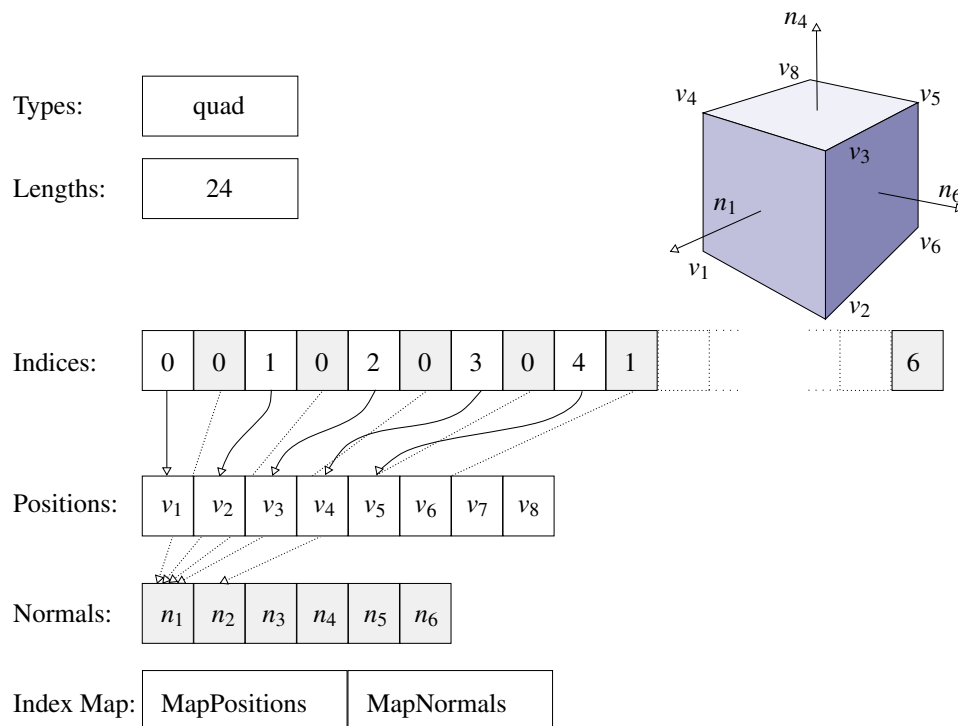 n4
v8
v4
v5
Types: quad
v3
Lengths: 24
n1
n6
v6
v1
v2
Indices: 0 0 1 0 2 0 3 0 4 1 6
Positions: v1 v2 v3 v4 v5 v6 v7 v8
Normals: n1 n2 n3 n4 n5 n6
Index Map: MapPositions MapNormals